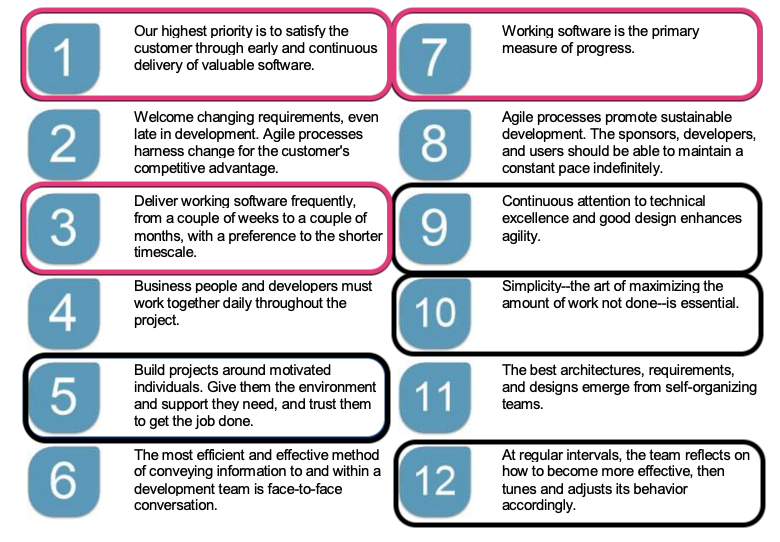 1
Our highest priority is to satisfy the
customer through early and continuous
delivery of valuable software.
2
Welcome changing requirements, even
late in development. Agile processes
harness change for the customer's
competitive advantage.
3
Deliver working software frequently,
from a couple of weeks to a couple of
months, with a preference to the shorter
timescale.
4
Business people and developers must
work together daily throughout the
project.
5
Build projects around motivated
individuals. Give them the environment
and support they need, and trust them
to get the job done.
6
The most efficient and effective method
of conveying information to and within a
development team is face-to-face
conversation.
7
Working software is the primary
measure of progress.
8
Agile processes promote sustainable
development. The sponsors, developers,
and users should be able to maintain a
constant pace indefinitely.
9
Continuous attention to technical
excellence and good design enhances
agility.
10
Simplicity--the art of maximizing the
amount of work not done--is essential.
11
The best architectures, requirements,
and designs emerge from self-organizing
teams.
12
At regular intervals, the team reflects on
how to become more effective, then
tunes and adjusts its behavior
accordingly.